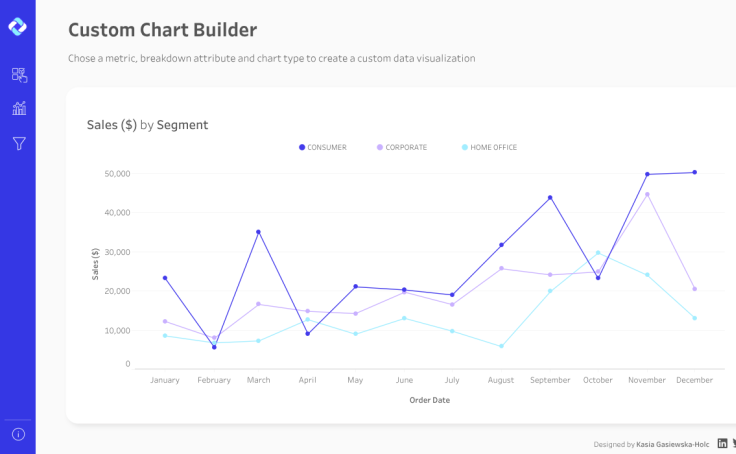 Custom Chart Builder
Chose a metric, breakdown attribute and chart type to create a custom data visualization
Sales ($) by Segment
CONSUMER CORPORATE HOME OFFICE
50,000
40,000
30,000
20,000
10,000
0
Sales ($)
January February March April May June July August September October November December
Order Date
Designed by Kasia Gasiewska-Holc